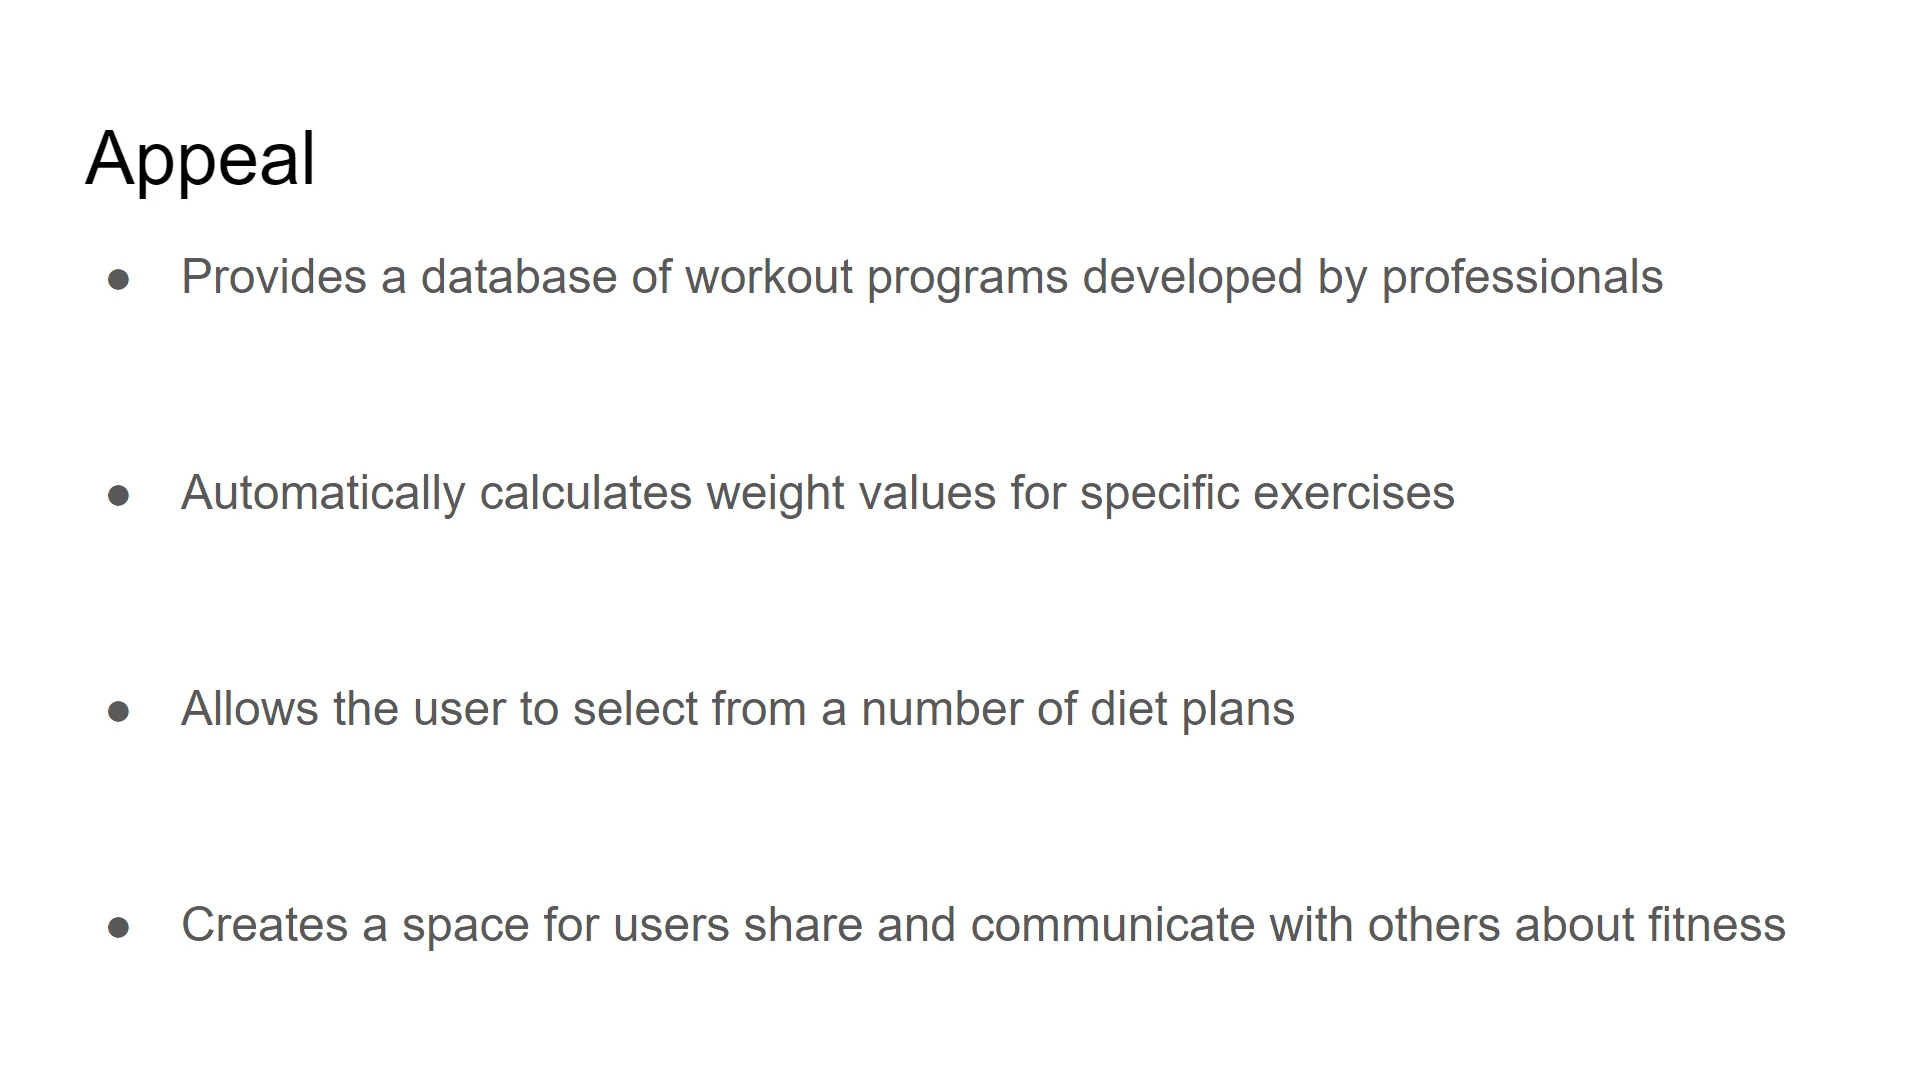 Appeal
● Provides a database of workout programs developed by professionals
● Automatically calculates weight values for specific exercises
● Allows the user to select from a number of diet plans
● Creates a space for users share and communicate with others about fitness